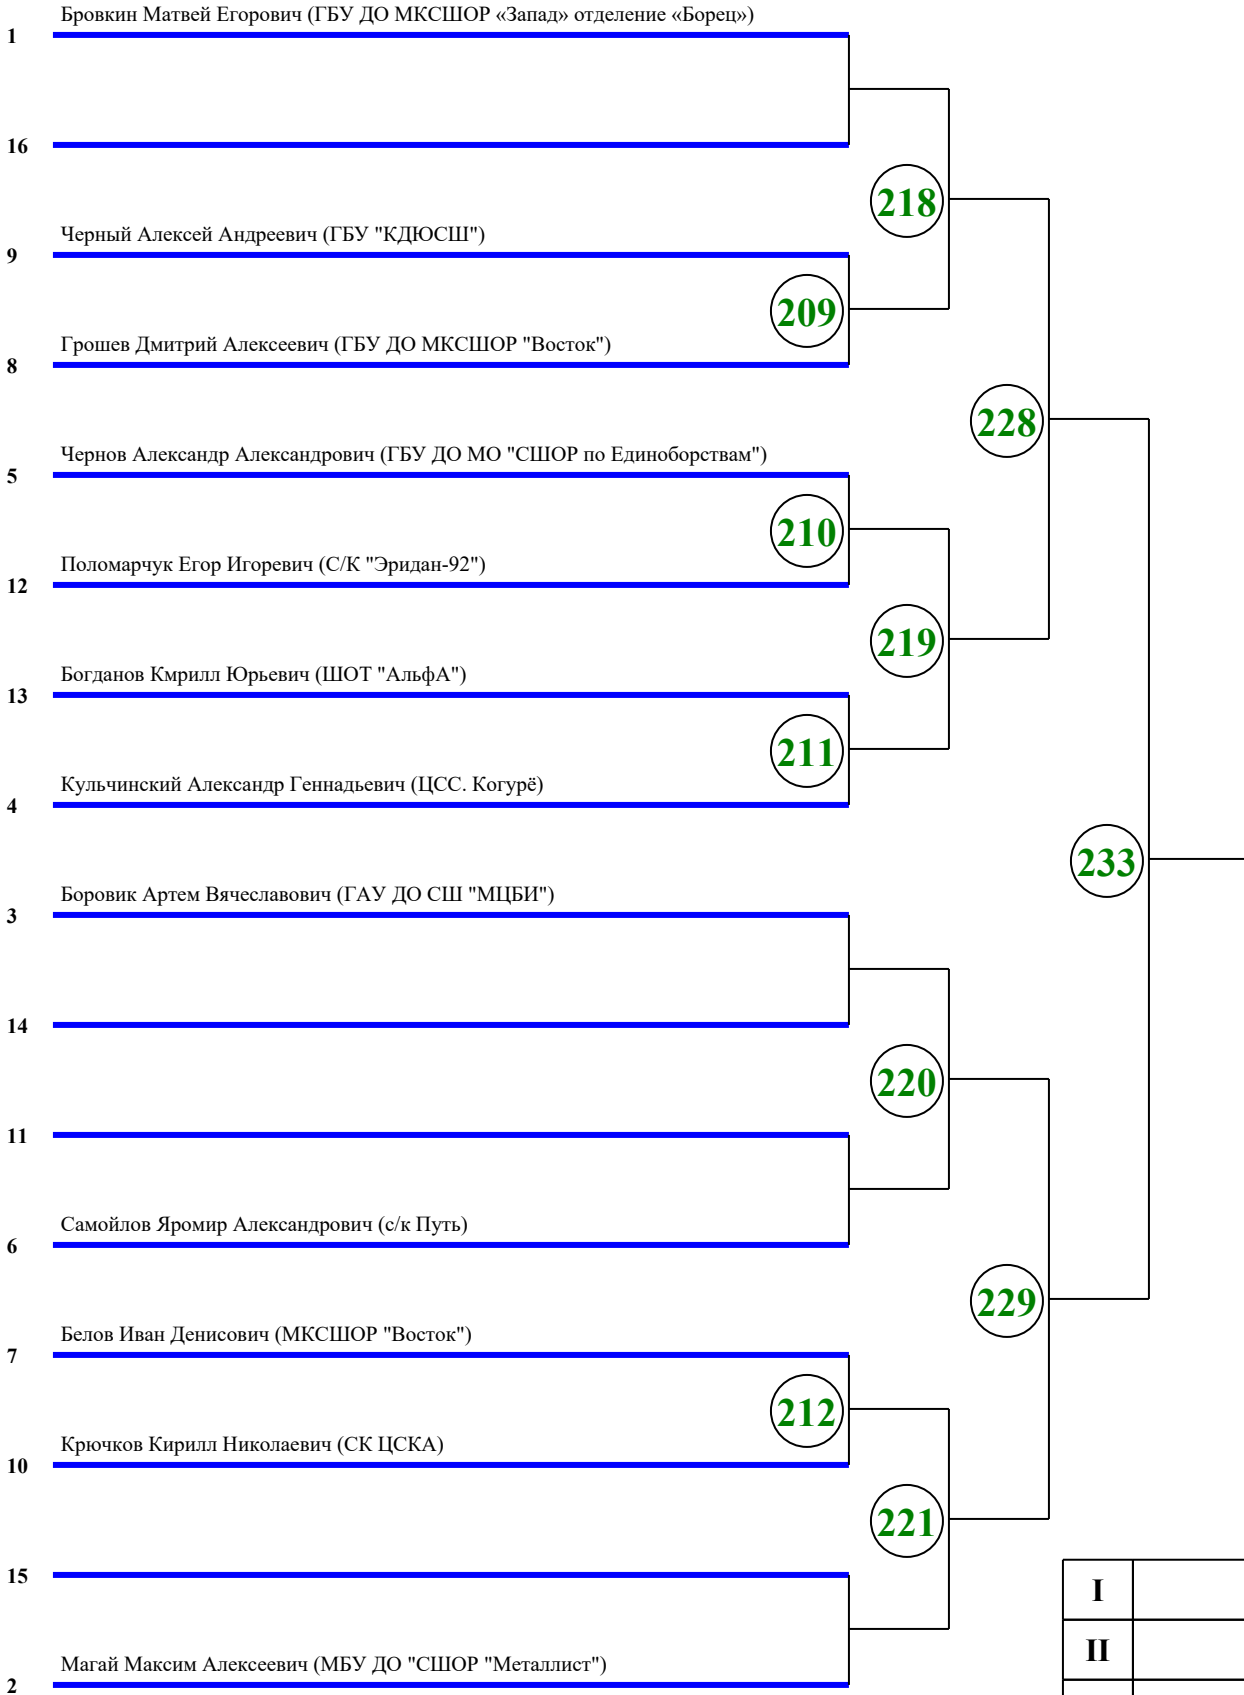 Бровкин Матвей Егорович (ГБУ ДО МКСШОР «Запад» отделение «Борец»)
1
16
218
Черный Алексей Андреевич (ГБУ "КДЮСШ")
9
209
Грошев Дмитрий Алексеевич (ГБУ ДО МКСШОР "Восток")
8
228
Чернов Александр Александрович (ГБУ ДО МО "СШОР по Единоборствам")
5
210
Поломарчук Егор Игоревич (С/К "Эридан-92")
12
219
Богданов Кмрилл Юрьевич (ШОТ "АльфА")
13
211
Кульчинский Александр Геннадьевич (ЦСС. Когурё)
4
233
Боровик Артем Вячеславович (ГАУ ДО СШ "МЦБИ")
3
14
220
11
Самойлов Яромир Александрович (с/к Путь)
6
229
Белов Иван Денисович (МКСШОР "Восток")
7
212
Крючков Кирилл Николаевич (СК ЦСКА)
10
221
15
I
II
Магай Максим Алексеевич (МБУ ДО "СШОР "Металлист")
2